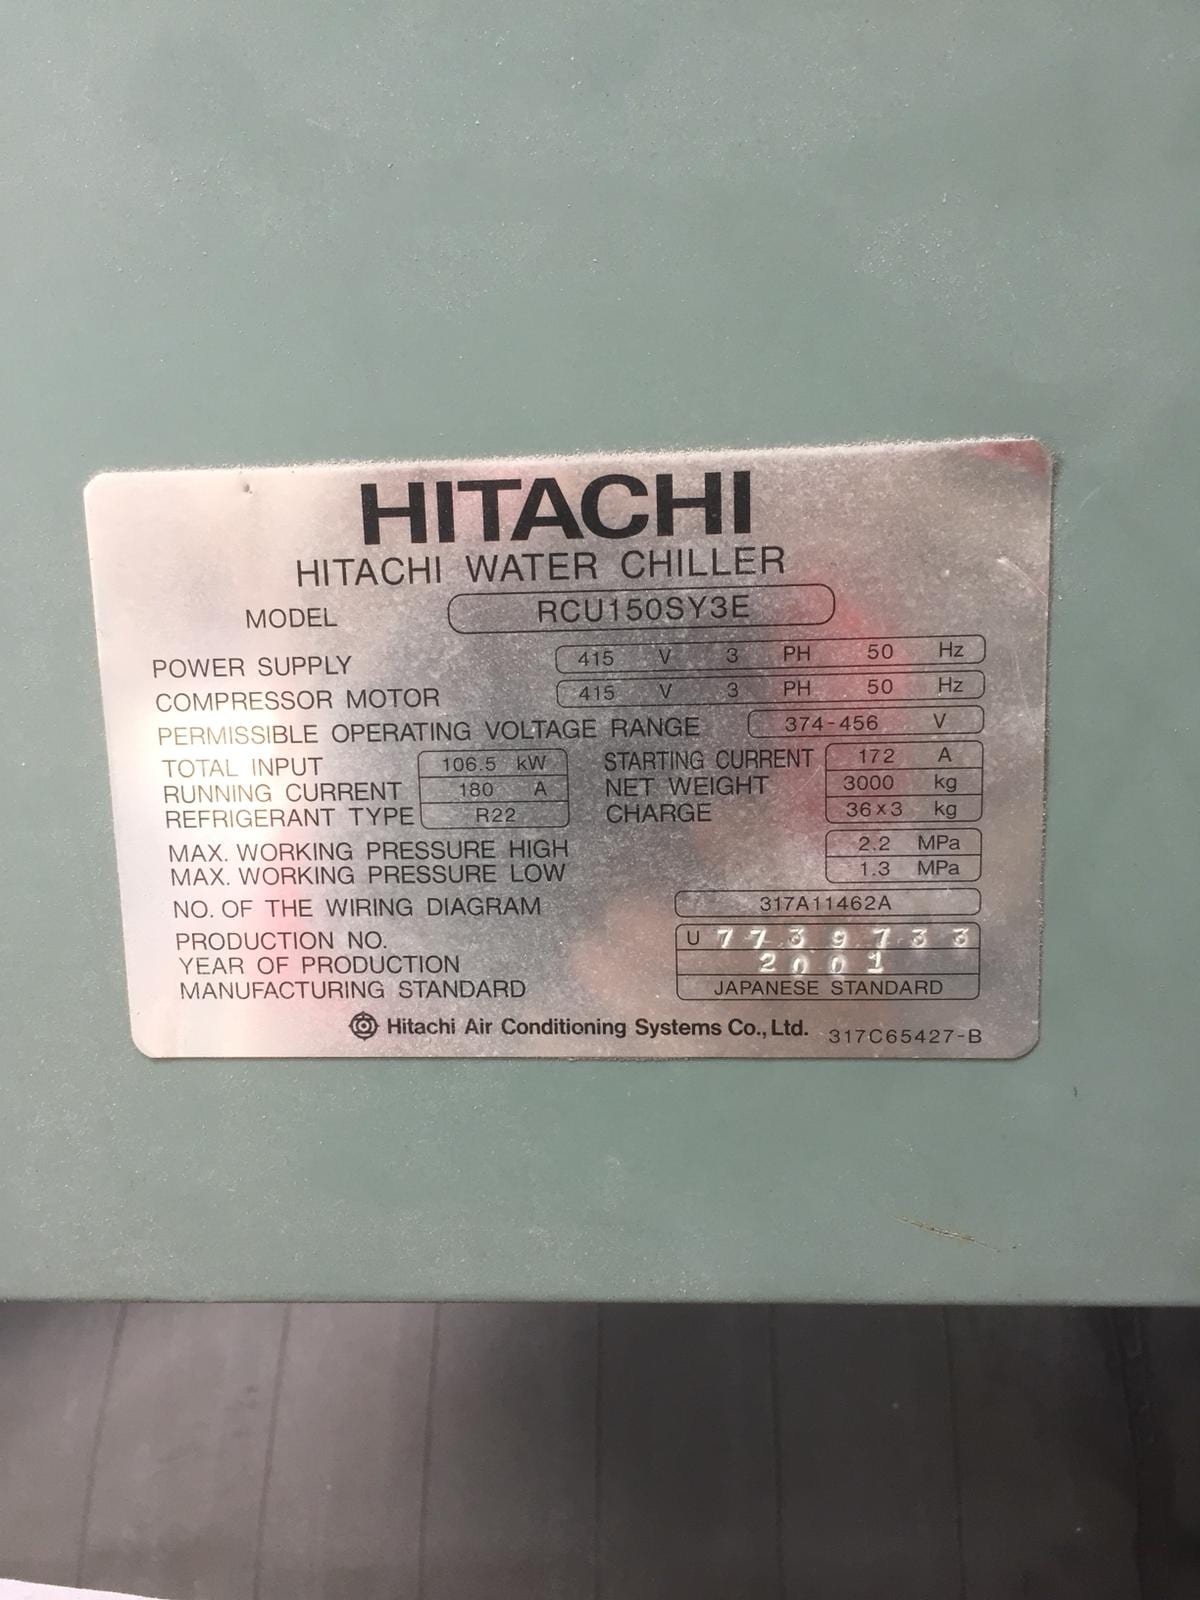 HITACHI
HITACHI WATER CHILLER
MODEL RCU150SY3E
POWER SUPPLY 415 V 3 PH 50 Hz
COMPRESSOR MOTOR 415 V 3 PH 50 Hz
PERMISSIBLE OPERATING VOLTAGE RANGE 374-456 V
TOTAL INPUT 106.5 kW STARTING CURRENT 172 A
RUNNING CURRENT 180 A NET WEIGHT 3000 kg
REFRIGERANT TYPE R22 CHARGE 36×3 kg
MAX. WORKING PRESSURE HIGH 2.2 MPa
MAX. WORKING PRESSURE LOW 1.3 MPa
NO. OF THE WIRING DIAGRAM 317A11462A
PRODUCTION NO. U 7739733
YEAR OF PRODUCTION 2001
MANUFACTURING STANDARD JAPANESE STANDARD
Hitachi Air Conditioning Systems Co., Ltd. 317C65427-B